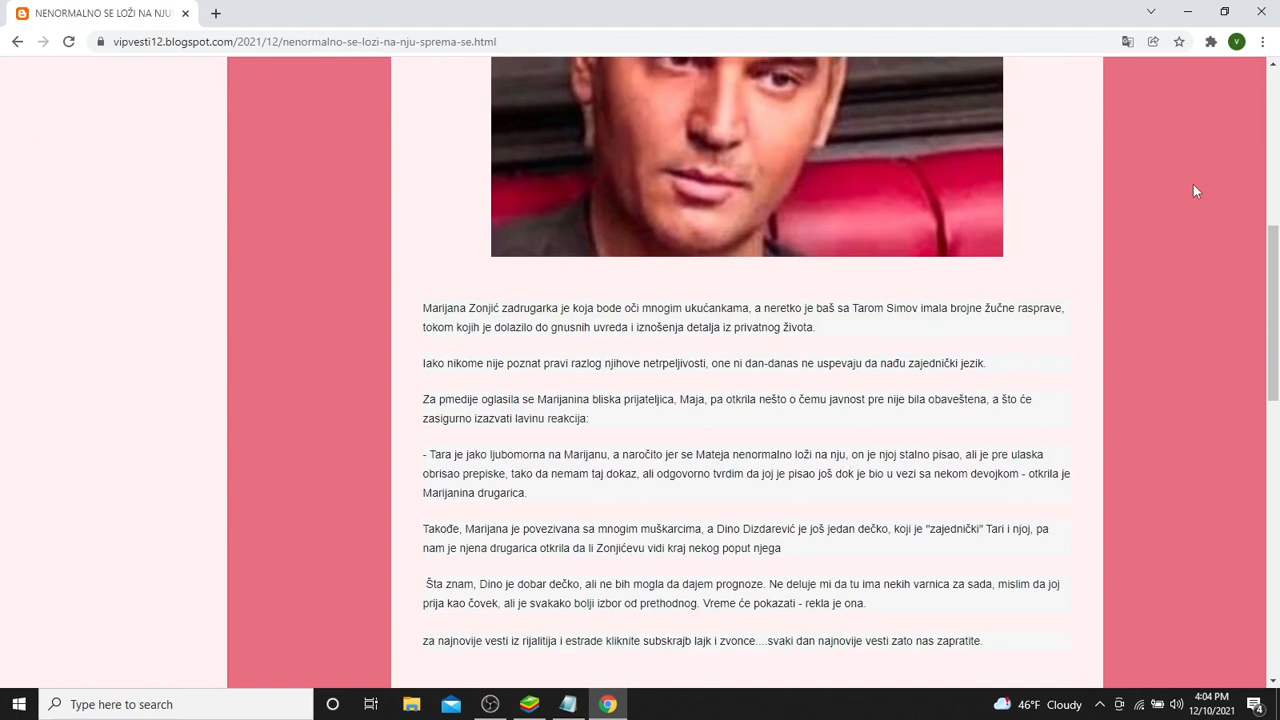 NENORMALNO SE LOŽI NA NJU
vipvesti12.blogspot.com/2021/12/nenormalno-se-lozi-na-nju-sprema-se.html
V
Marijana Zonjić zadrugarka je koja bode oči mnogim ukućankama, a neretko je baš sa Tarom Simov imala brojne žučne rasprave,
tokom kojih je dolazilo do gnusnih uvreda i iznošenja detalja iz privatnog života.
Iako nikome nije poznat pravi razlog njihove netrpeljivosti, one ni dan-danas ne uspevaju da nađu zajednički jezik.
Za pmedije oglasila se Marijanina bliska prijateljica, Maja, pa otkrila nešto o čemu javnost pre nije bila obaveštena, a što će
zasigurno izazvati lavinu reakcija:
- Tara je jako ljubomorna na Marijanu, a naročito jer se Mateja nenormalno loži na nju, on je njoj stalno pisao, ali je pre ulaska
obrisao prepiske, tako da nemam taj dokaz, ali odgovorno tvrdim da joj je pisao još dok je bio u vezi sa nekom devojkom - otkrila je
Marijanina drugarica.
Takođe, Marijana je povezivana sa mnogim muškarcima, a Dino Dizdarević je još jedan dečko, koji je "zajednički" Tari i njoj, pa
nam je njena drugarica otkrila da li Zonjićevu vidi kraj nekog poput njega
Šta znam, Dino je dobar dečko, ali ne bih mogla da dajem prognoze. Ne deluje mi da tu ima nekih varnica za sada, mislim da joj
prija kao čovek, ali je svakako bolji izbor od prethodnog. Vreme će pokazati - rekla je ona.
za najnovije vesti iz rijalitija i estrade kliknite subskrajb lajk i zvonce....svaki dan najnovije vesti zato nas zapratite.
Type here to search
46°F Cloudy
4:04 PM
12/10/2021
4